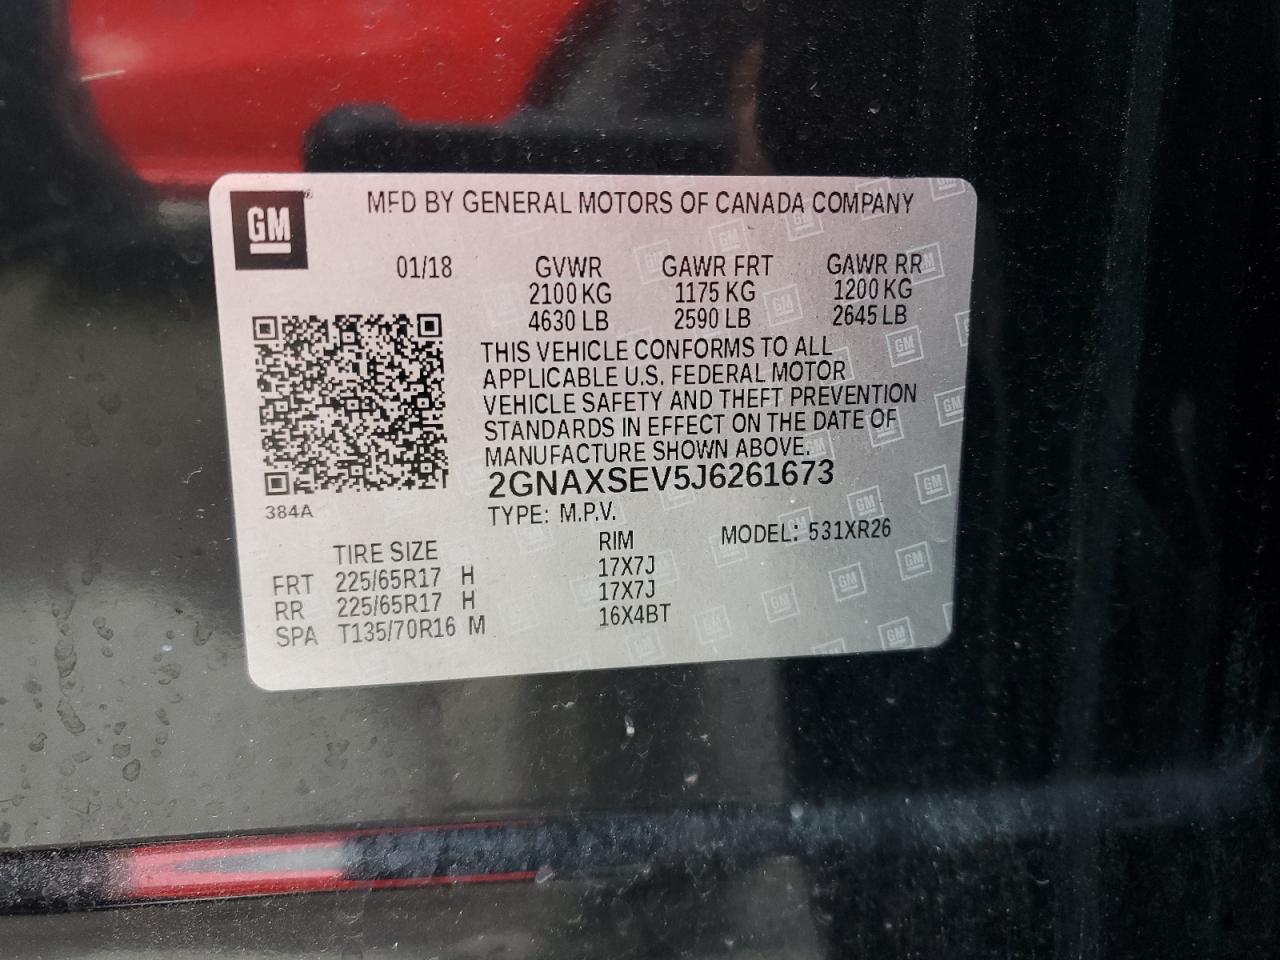 GM
MFD BY GENERAL MOTORS OF CANADA COMPANY
01/18 GVWR GAWR FRT GAWR RR
2100 KG 1175 KG 1200 KG
4630 LB 2590 LB 2645 LB
THIS VEHICLE CONFORMS TO ALL
APPLICABLE U.S. FEDERAL MOTOR
VEHICLE SAFETY AND THEFT PREVENTION
STANDARDS IN EFFECT ON THE DATE OF
MANUFACTURE SHOWN ABOVE.
2GNAXSEV5J6261673
384A
TYPE: M.P.V.
MODEL: 531XR26
TIRE SIZE RIM
FRT 225/65R17 H 17X7J
RR 225/65R17 H 17X7J
SPA T135/70R16 M 16X4BT